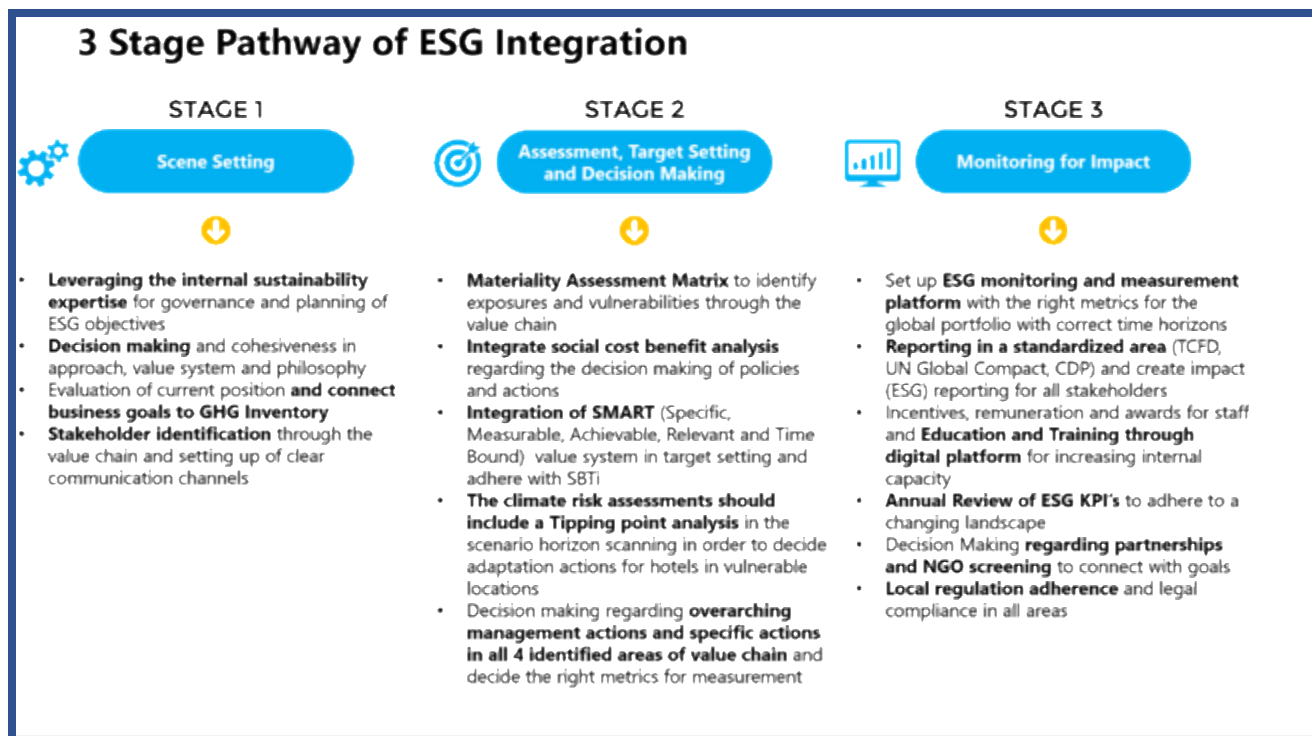 3 Stage Pathway of ESG Integration
STAGE 1
Scene Setting
• Leveraging the internal sustainability
expertise for governance and planning of
ESG objectives
• Decision making and cohesiveness in
approach, value system and philosophy
• Evaluation of current position and connect
business goals to GHG Inventory
• Stakeholder identification through the
value chain and setting up of clear
communication channels
STAGE 2
Assessment, Target Setting
and Decision Making
• Materiality Assessment Matrix to identify
exposures and vulnerabilities through the
value chain
• Integrate social cost benefit analysis
regarding the decision making of policies
and actions
• Integration of SMART (Specific,
Measurable, Achievable, Relevant and Time
Bound) value system in target setting and
adhere with SBTi
• The climate risk assessments should
include a Tipping point analysis in the
scenario horizon scanning in order to decide
adaptation actions for hotels in vulnerable
locations
• Decision making regarding overarching
management actions and specific actions
in all 4 identified areas of value chain and
decide the right metrics for measurement
STAGE 3
Monitoring for Impact
• Set up ESG monitoring and measurement
platform with the right metrics for the
global portfolio with correct time horizons
• Reporting in a standardized area (TCFD,
UN Global Compact, CDP) and create impact
(ESG) reporting for all stakeholders
• Incentives, remuneration and awards for staff
and Education and Training through
digital platform for increasing internal
capacity
• Annual Review of ESG KPI's to adhere to a
changing landscape
• Decision Making regarding partnerships
and NGO screening to connect with goals
• Local regulation adherence and legal
compliance in all areas